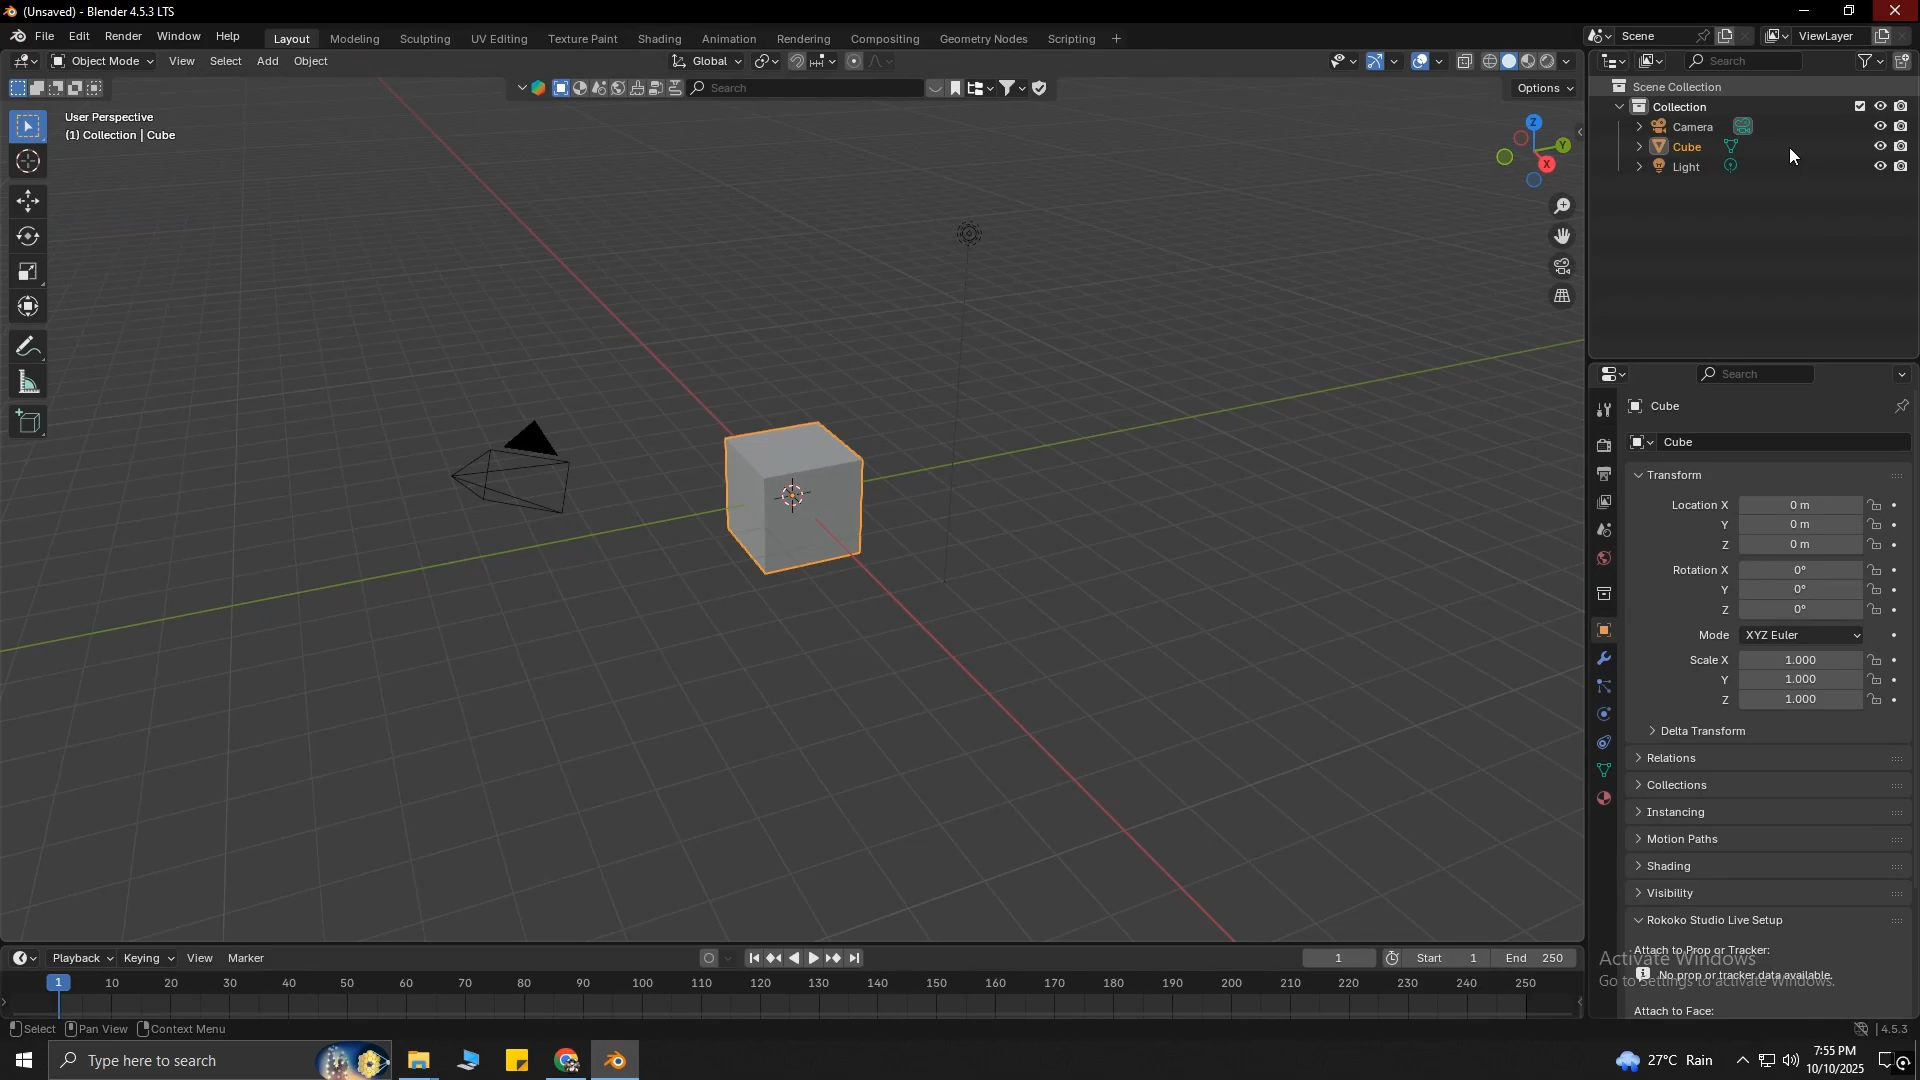 (Unsaved) - Blender 4.5.3 LTS
File Edit Render Window Help Layout Modeling Sculpting UV Editing Texture Paint Shading Animation Rendering Compositing Geometry Nodes Scripting + Scene ViewLayer
Object Mode View Select Add Object Global Search
Search Options
User Perspective
(1) Collection | Cube
Z
Y
X
Scene Collection
Collection
Camera
Cube
Light
Search
Cube
Cube
Transform
Location X 0 m
Y 0 m
Z 0 m
Rotation X 0°
Y 0°
Z 0°
Mode XYZ Euler
Scale X 1.000
Y 1.000
Z 1.000
Delta Transform
Relations
Collections
Instancing
Motion Paths
Shading
Visibility
Rokoko Studio Live Setup
Attach to Prop or Tracker:
Activate Windows
No prop or tracker data available.
Go to Settings to activate Windows.
Attach to Face:
Playback Keying View Marker 1 Start 1 End 250
1 10 20 30 40 50 60 70 80 90 100 110 120 130 140 150 160 170 180 190 200 210 220 230 240 250
Select Pan View Context Menu 4.5.3
Type here to search 27°C Rain 7:55 PM
10/10/2025